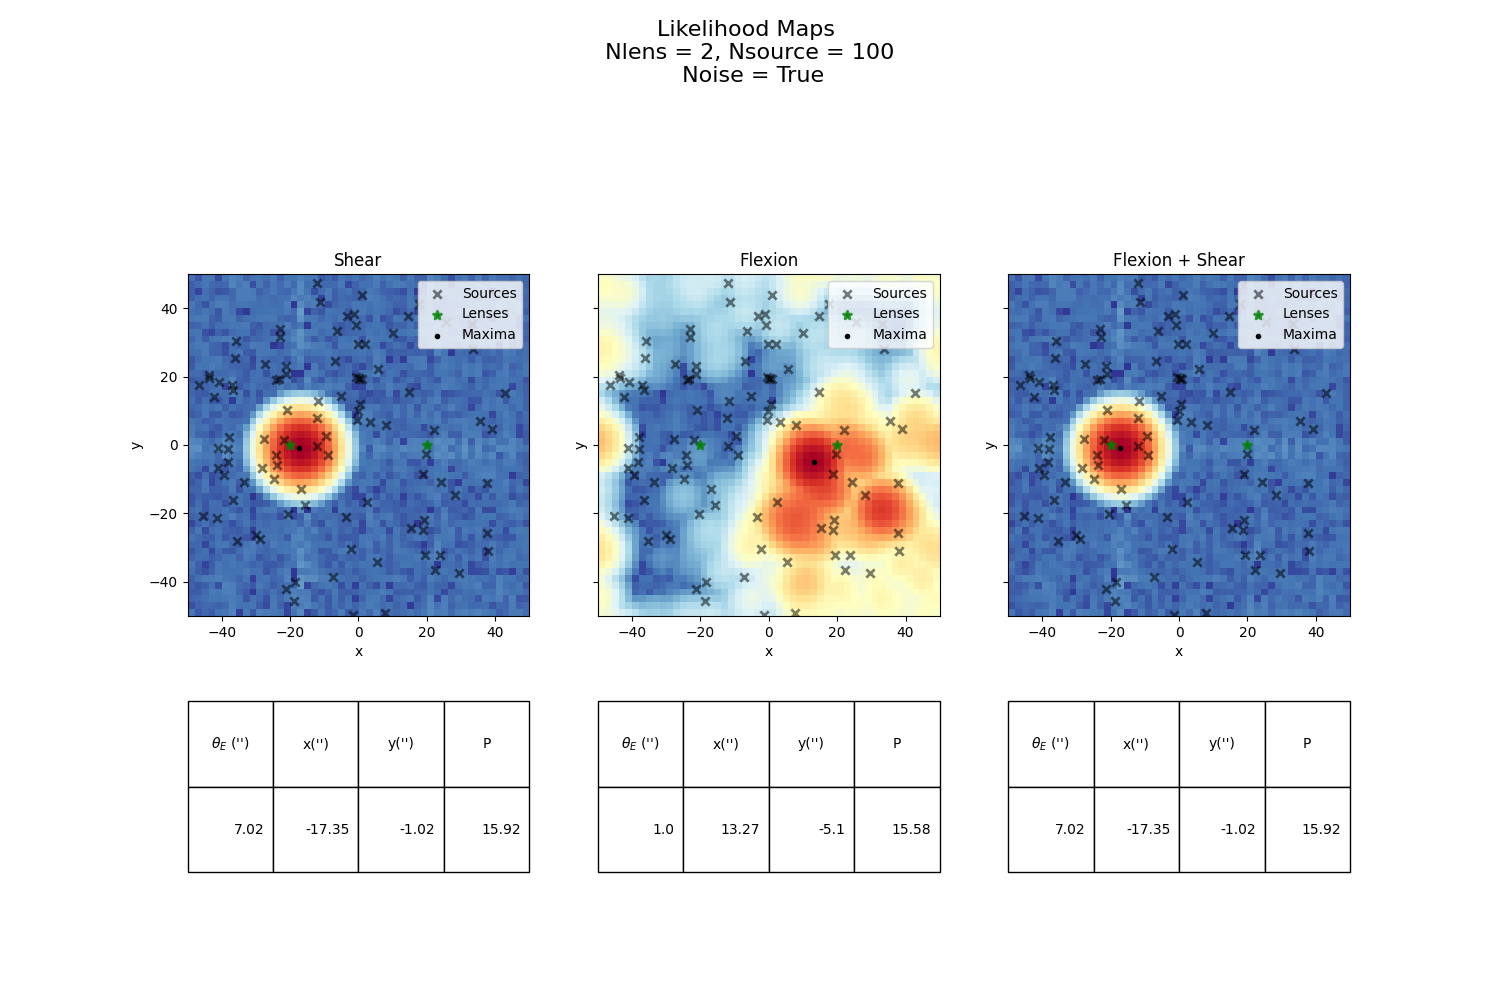 Likelihood Maps
Nlens = 2, Nsource = 100
Noise = True
Shear
Flexion
Flexion + Shear
Sources
Lenses
Maxima
Sources
Lenses
Maxima
Sources
Lenses
Maxima
y
40
20
0
−20
−40
−40 −20 0 20 40
x
y
−40 −20 0 20 40
x
y
−40 −20 0 20 40
x
θ_E ('') x('') y('') P
7.02 -17.35 -1.02 15.92
θ_E ('') x('') y('') P
1.0 13.27 -5.1 15.58
θ_E ('') x('') y('') P
7.02 -17.35 -1.02 15.92